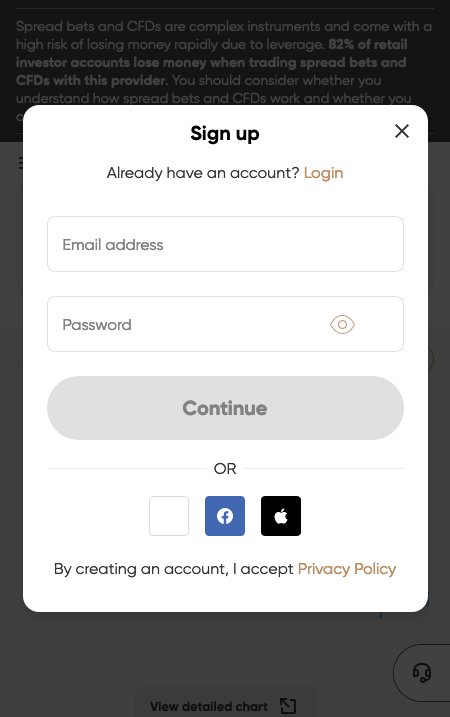 Spread bets and CFDs are complex instruments and come with a
high risk of losing money rapidly due to leverage. 82% of retail
investor accounts lose money when trading spread bets and
CFDs with this provider. You should consider whether you
understand how spread bets and CFDs work and whether you
Sign up
Already have an account? Login
Email address
Password
Continue
OR
By creating an account, I accept Privacy Policy
View detailed chart